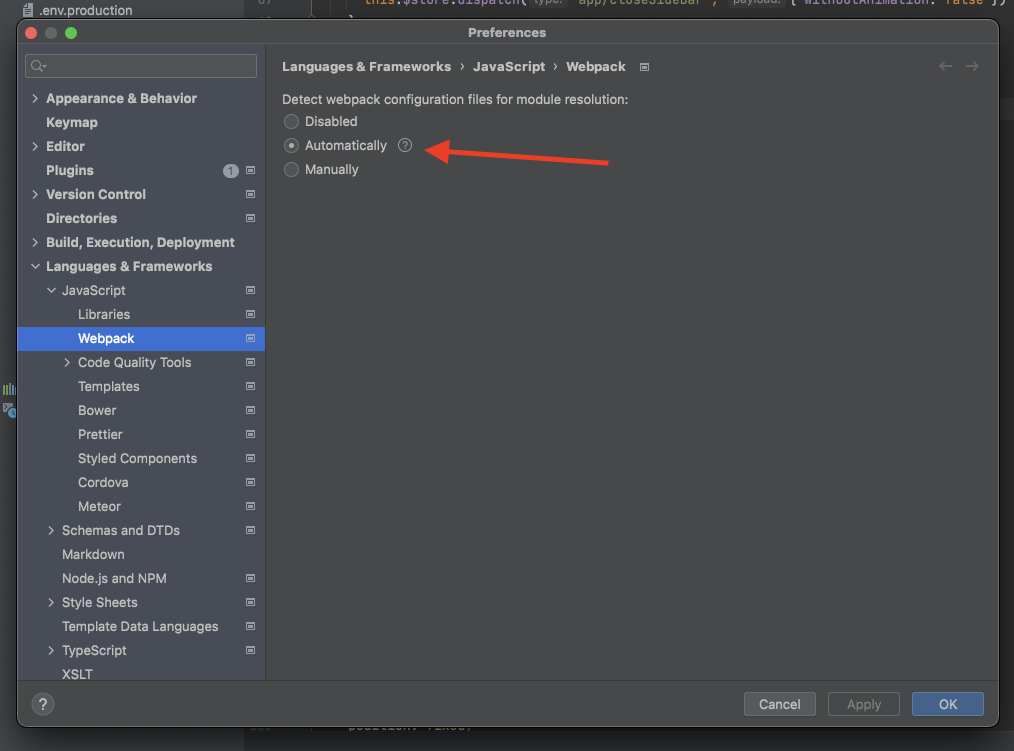 .env.production
this.$store.dispatch( type: 'app/closeSideBar', payload: { withoutAnimation: false })
Preferences
Languages & Frameworks › JavaScript › Webpack
Detect webpack configuration files for module resolution:
Disabled
Automatically ?
Manually
Appearance & Behavior
Keymap
Editor
Plugins 1
Version Control
Directories
Build, Execution, Deployment
Languages & Frameworks
JavaScript
Libraries
Webpack
Code Quality Tools
Templates
Bower
Prettier
Styled Components
Cordova
Meteor
Schemas and DTDs
Markdown
Node.js and NPM
Style Sheets
Template Data Languages
TypeScript
XSLT
? Cancel Apply OK